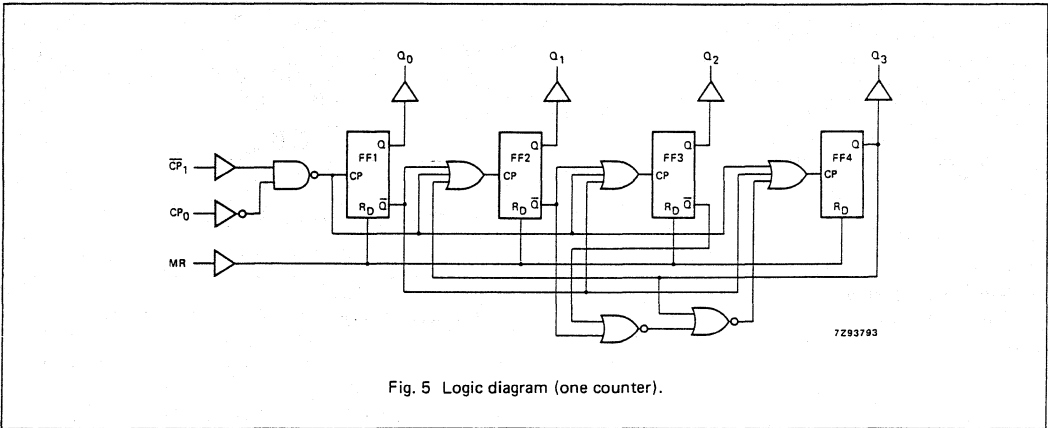 Q0 Q1 Q2 Q3
Q Q Q Q
FF1 FF2 FF3 FF4
C̅P̅1
CP CP CP CP
RD Q̅ RD Q̅ RD Q̅ RD
CP0
MR
7Z93793
Fig. 5 Logic diagram (one counter).